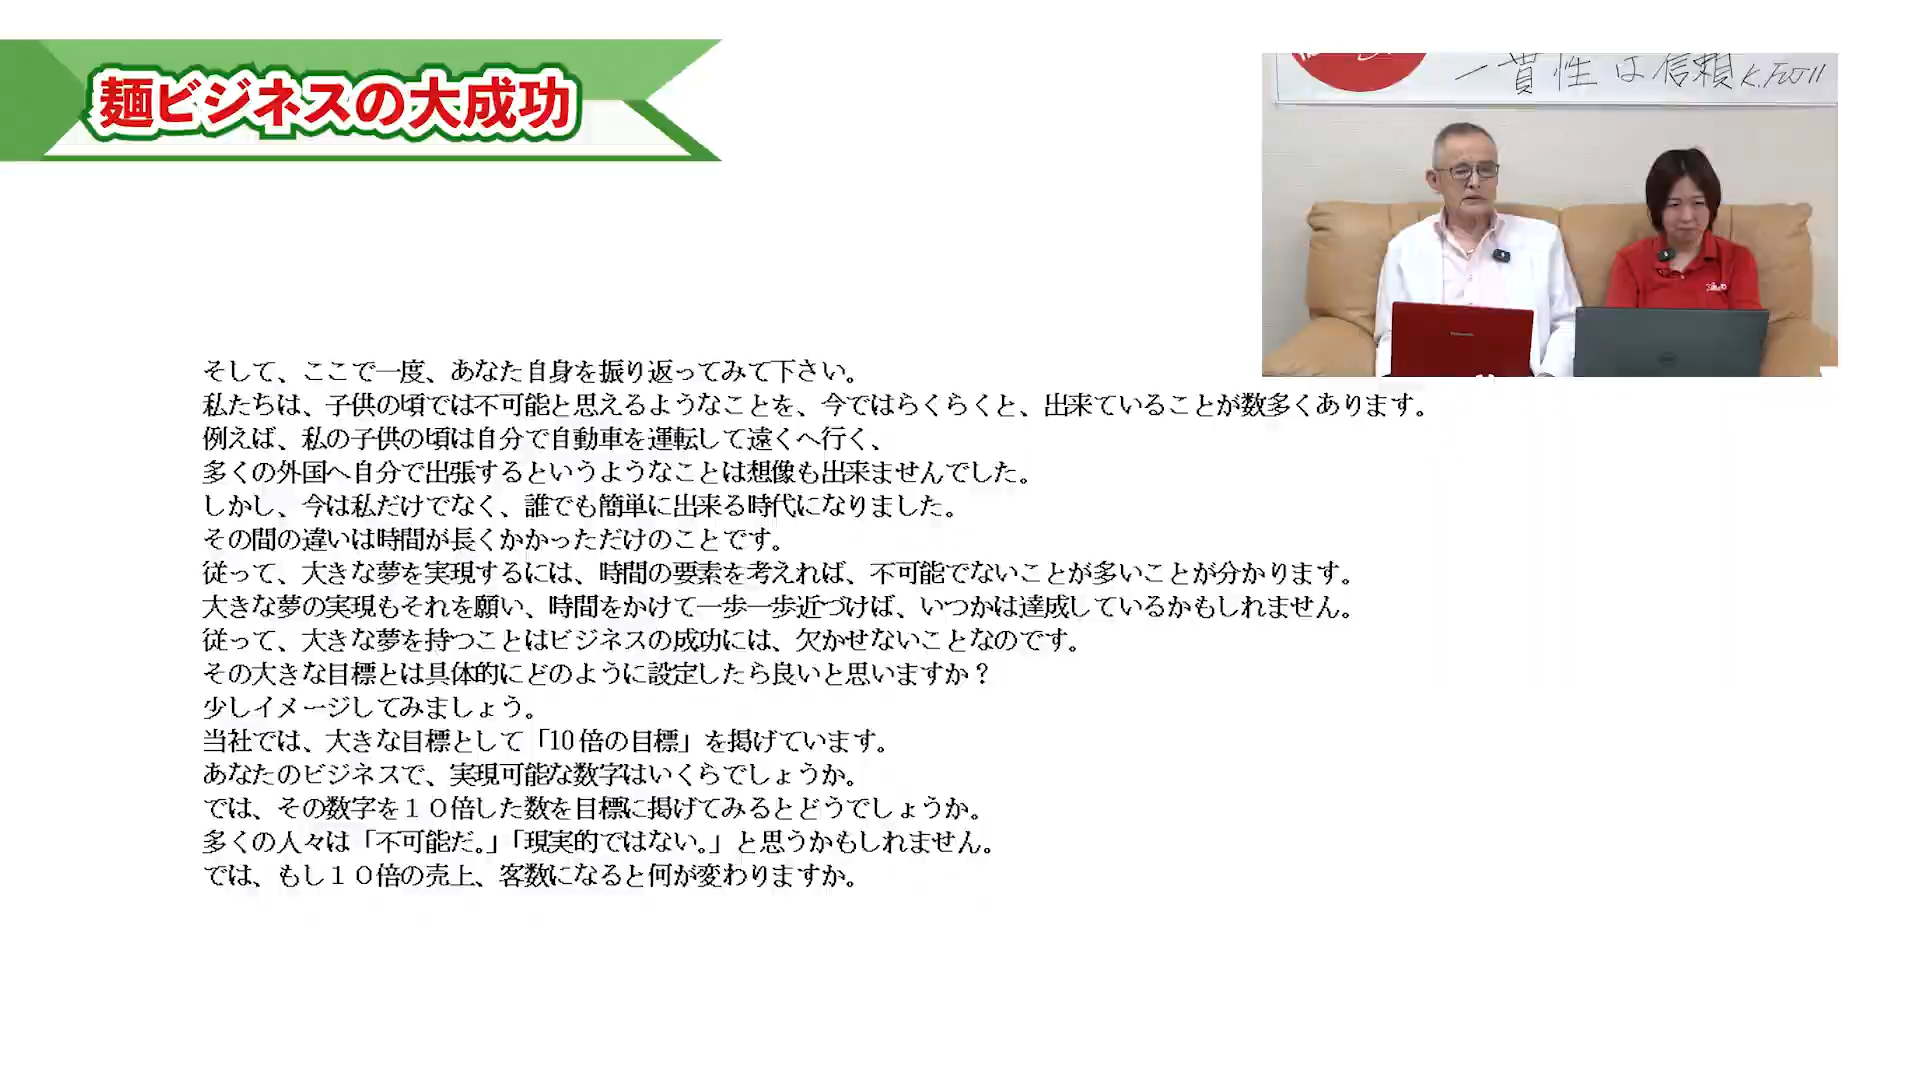 麺ビジネスの大成功
一貫性は信頼 K.FUJII
そして、ここで一度、あなた自身を振り返ってみて下さい。
私たちは、子供の頃では不可能と思えるようなことを、今ではらくらくと、出来ていることが数多くあります。
例えば、私の子供の頃は自分で自動車を運転して遠くへ行く、
多くの外国へ自分で出張するというようなことは想像も出来ませんでした。
しかし、今は私だけでなく、誰でも簡単に出来る時代になりました。
その間の違いは時間が長くかかっただけのことです。
従って、大きな夢を実現するには、時間の要素を考えれば、不可能でないことが多いことが分かります。
大きな夢の実現もそれを願い、時間をかけて一歩一歩近づけば、いつかは達成しているかもしれません。
従って、大きな夢を持つことはビジネスの成功には、欠かせないことなのです。
その大きな目標とは具体的にどのように設定したら良いと思いますか？
少しイメージしてみましょう。
当社では、大きな目標として「10倍の目標」を掲げています。
あなたのビジネスで、実現可能な数字はいくらでしょうか。
では、その数字を１０倍した数を目標に掲げてみるとどうでしょうか。
多くの人々は「不可能だ。」「現実的ではない。」と思うかもしれません。
では、もし１０倍の売上、客数になると何が変わりますか。